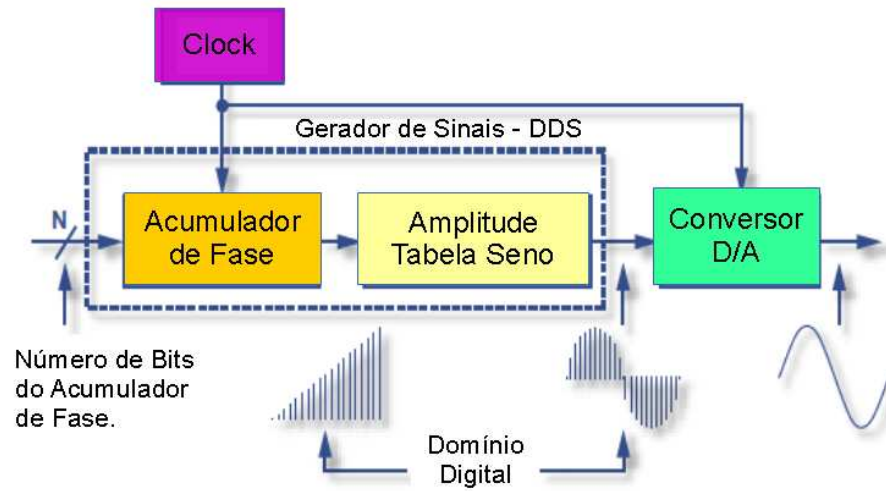 Clock
Gerador de Sinais - DDS
N
Acumulador
de Fase
Amplitude
Tabela Seno
Conversor
D/A
Número de Bits
do Acumulador
de Fase.
Domínio
Digital